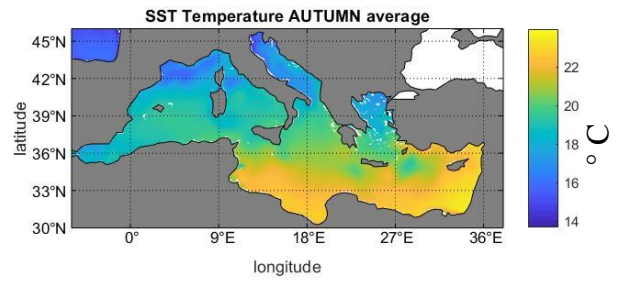 SST Temperature AUTUMN average
45°N
42°N
39°N
36°N
33°N
30°N
latitude
0°
9°E
18°E
27°E
36°E
longitude
22
20
18
16
14
° C